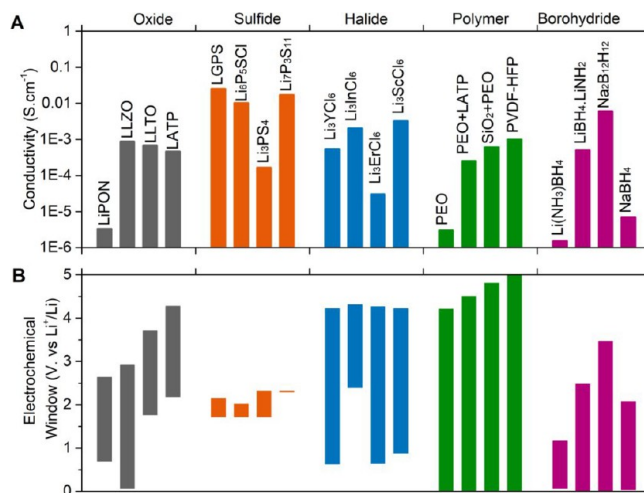 Oxide Sulfide Halide Polymer Borohydride
A
Conductivity (S.cm⁻¹)
1
0.1
0.01
1E-3
1E-4
1E-5
1E-6
LiPON
LLZO
LLTO
LATP
LGPS
Li₆P₅SCl
Li₃PS₄
Li₇P₃S₁₁
Li₃YCl₆
Li₃InCl₆
Li₃ErCl₆
Li₃ScCl₆
PEO
PEO+LATP
SiO₂+PEO
PVDF-HFP
Li(NH₃)BH₄
LiBH₄.LiNH₂
Na₂B₁₂H₁₂
NaBH₄
B
Electrochemical
Window (V. vs Li⁺/Li)
5
4
3
2
1
0